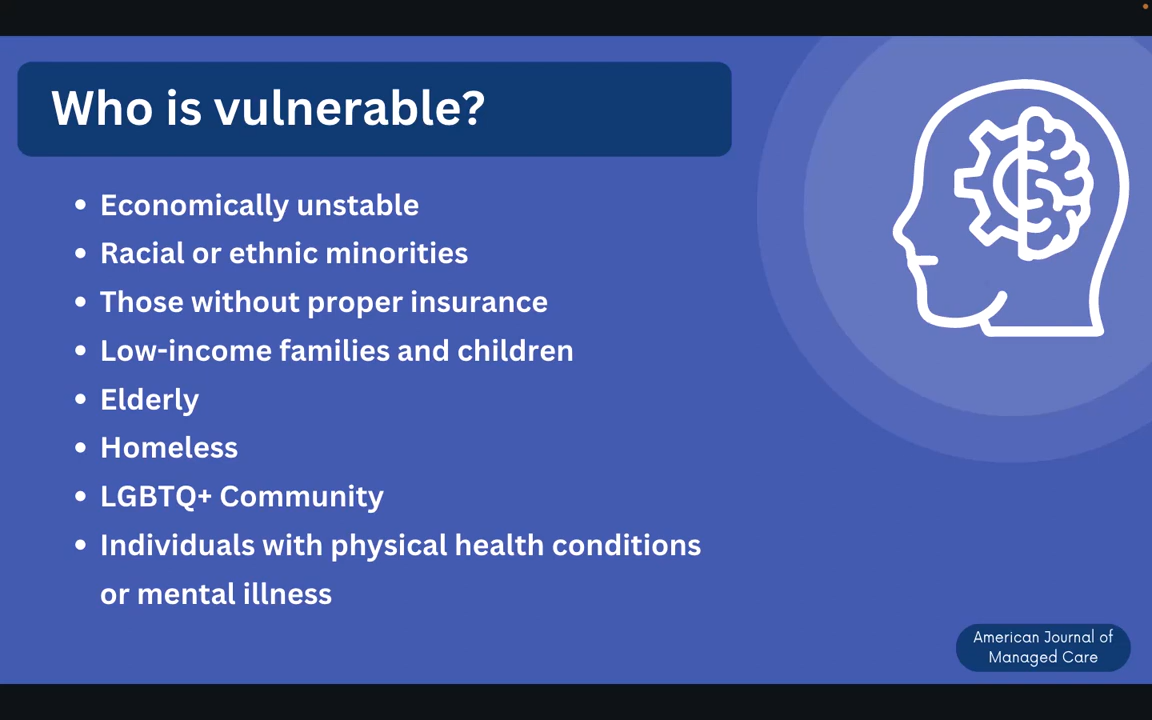 Who is vulnerable?
• Economically unstable
• Racial or ethnic minorities
• Those without proper insurance
• Low-income families and children
• Elderly
• Homeless
• LGBTQ+ Community
• Individuals with physical health conditions
or mental illness
American Journal of
Managed Care